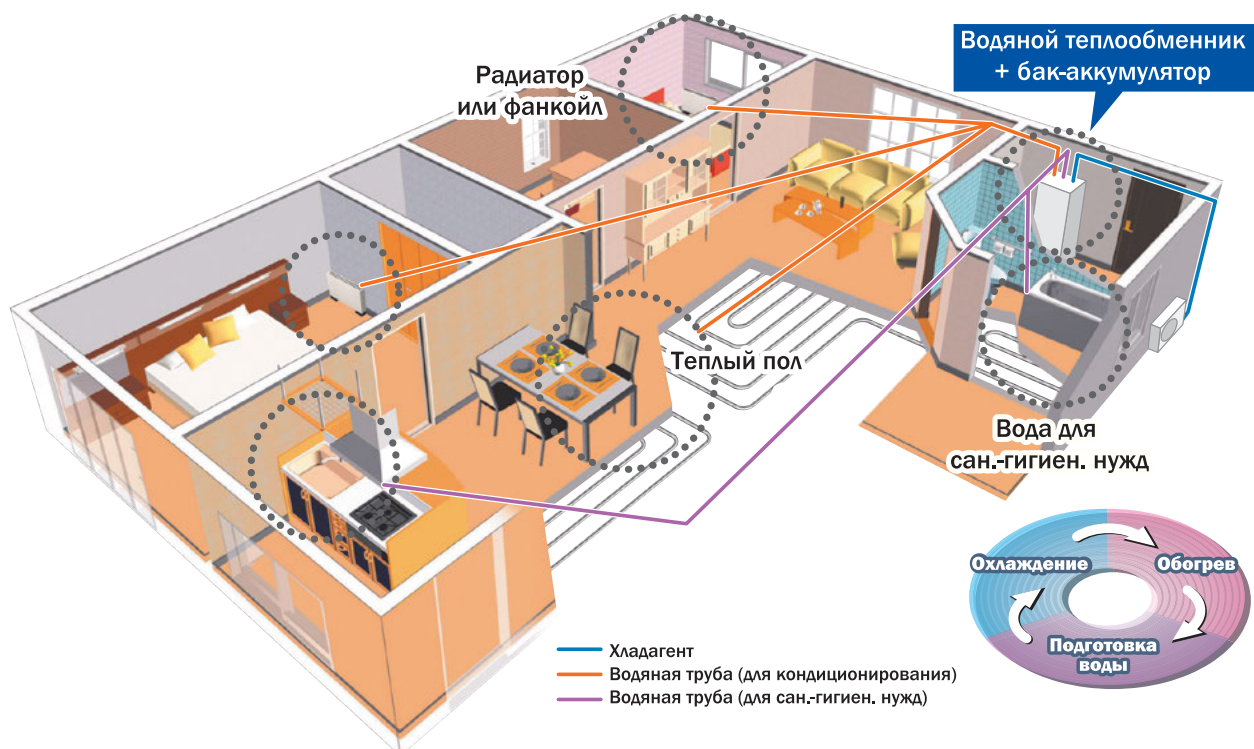 Водяной теплообменник
+ бак-аккумулятор
Радиатор
или фанкойл
Теплый пол
Вода для
сан.-гигиен. нужд
Охлаждение
Обогрев
Подготовка
воды
Хладагент
Водяная труба (для кондиционирования)
Водяная труба (для сан.-гигиен. нужд)